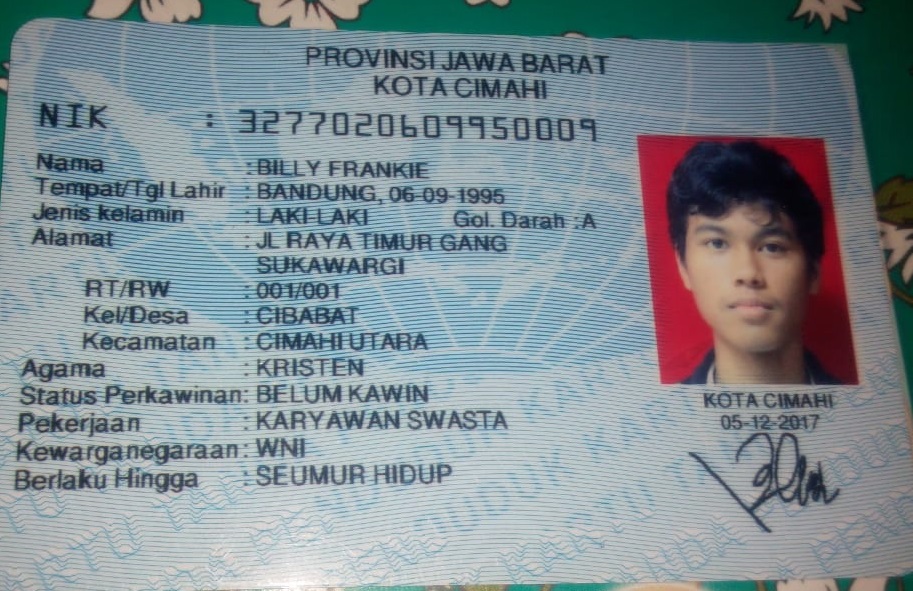 PROVINSI JAWA BARAT
KOTA CIMAHI
NIK : 3277020609950009
Nama : BILLY FRANKIE
Tempat/Tgl Lahir : BANDUNG, 06-09-1995
Jenis kelamin : LAKI LAKI Gol. Darah : A
Alamat : JL RAYA TIMUR GANG
SUKAWARGI
RT/RW : 001/001
Kel/Desa : CIBABAT
Kecamatan : CIMAHI UTARA
Agama : KRISTEN
Status Perkawinan: BELUM KAWIN
Pekerjaan : KARYAWAN SWASTA
Kewarganegaraan: WNI
Berlaku Hingga : SEUMUR HIDUP
KOTA CIMAHI
05-12-2017